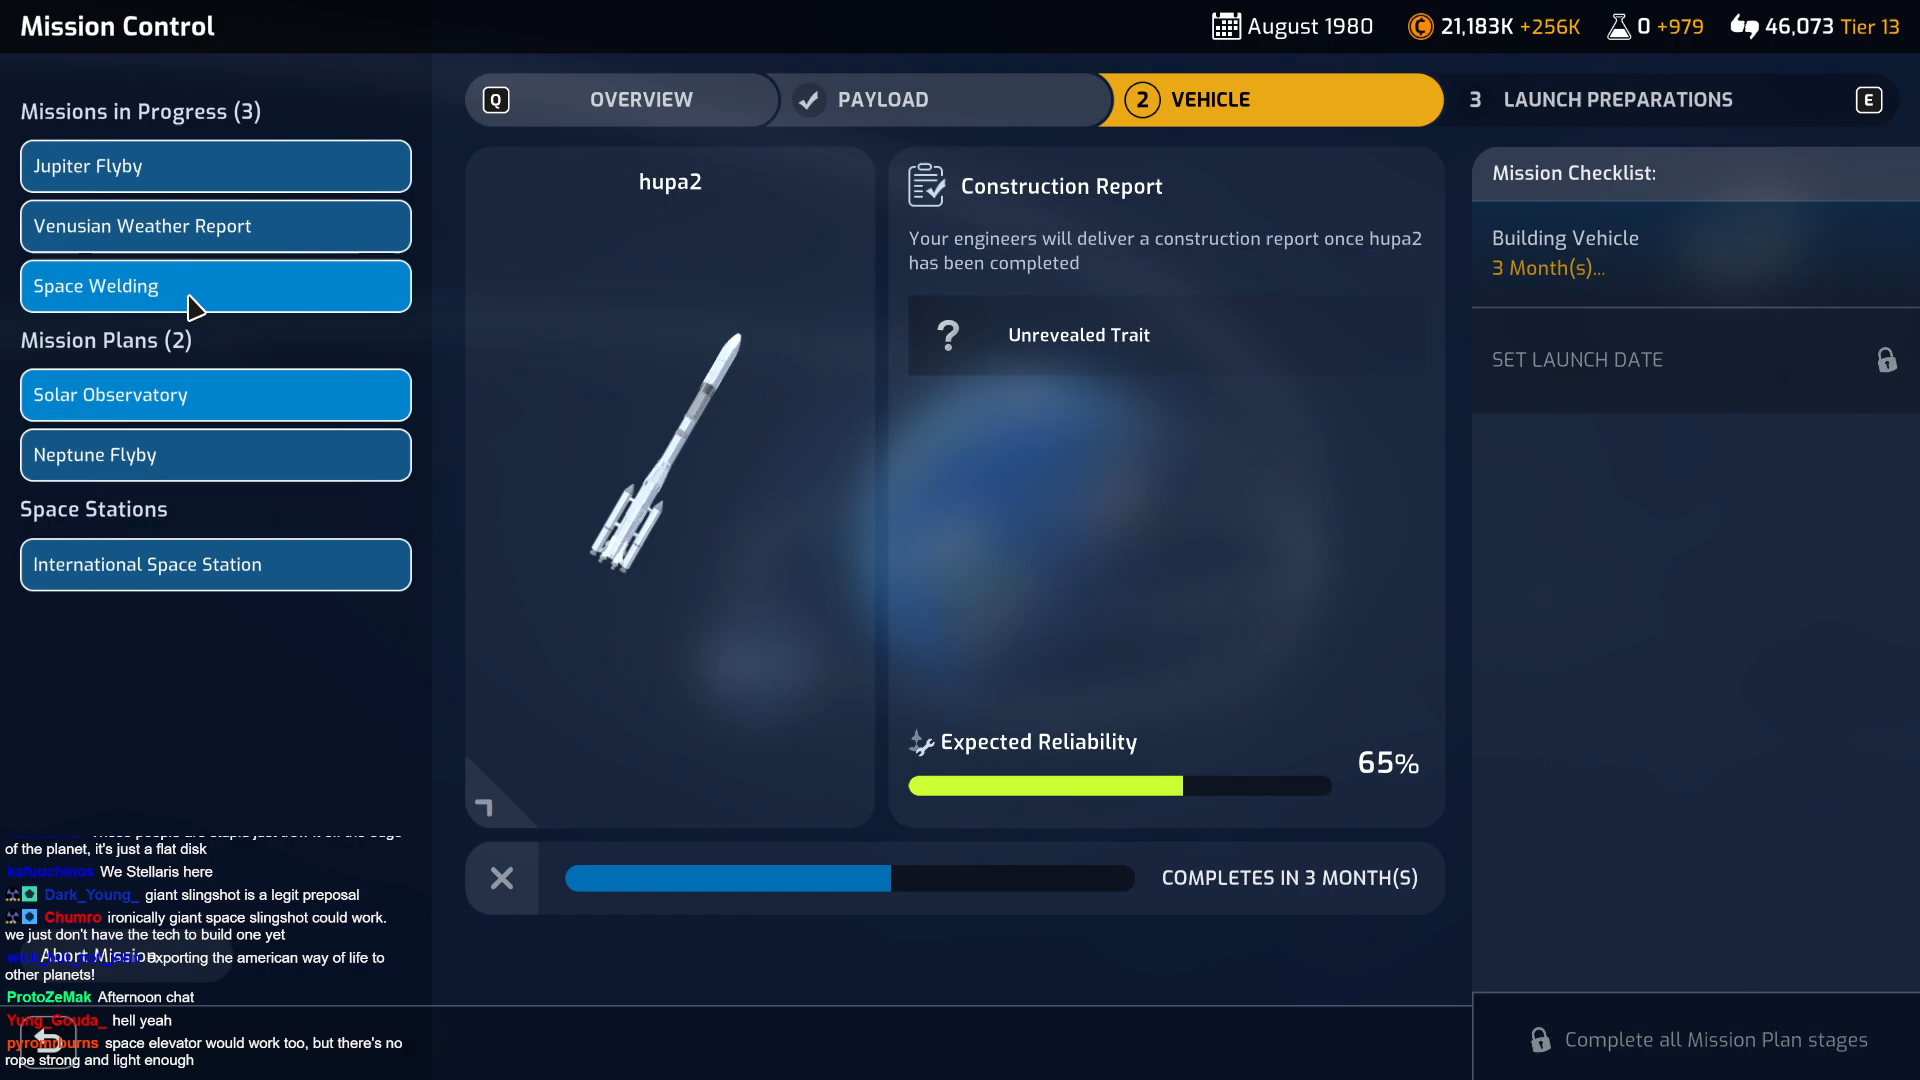 Mission Control
August 1980
21,183K +256K
0 +979
46,073 Tier 13
Missions in Progress (3)
Jupiter Flyby
Venusian Weather Report
Space Welding
Mission Plans (2)
Solar Observatory
Neptune Flyby
Space Stations
International Space Station
Q
OVERVIEW
PAYLOAD
2 VEHICLE
3 LAUNCH PREPARATIONS
E
hupa2
Construction Report
Your engineers will deliver a construction report once hupa2
has been completed
? Unrevealed Trait
Expected Reliability
65%
COMPLETES IN 3 MONTH(S)
Mission Checklist:
Building Vehicle
3 Month(s)...
SET LAUNCH DATE
Complete all Mission Plan stages
of the planet, it's just a flat disk
kafuuchinos We Stellaris here
Dark_Young_ giant slingshot is a legit preposal
Chumro ironically giant space slingshot could work.
we just don't have the tech to build one yet
Abort Mission
Exporting the american way of life to
other planets!
ProtoZeMak Afternoon chat
Yung_Gouda_ hell yeah
pyromrburns space elevator would work too, but there's no
rope strong and light enough